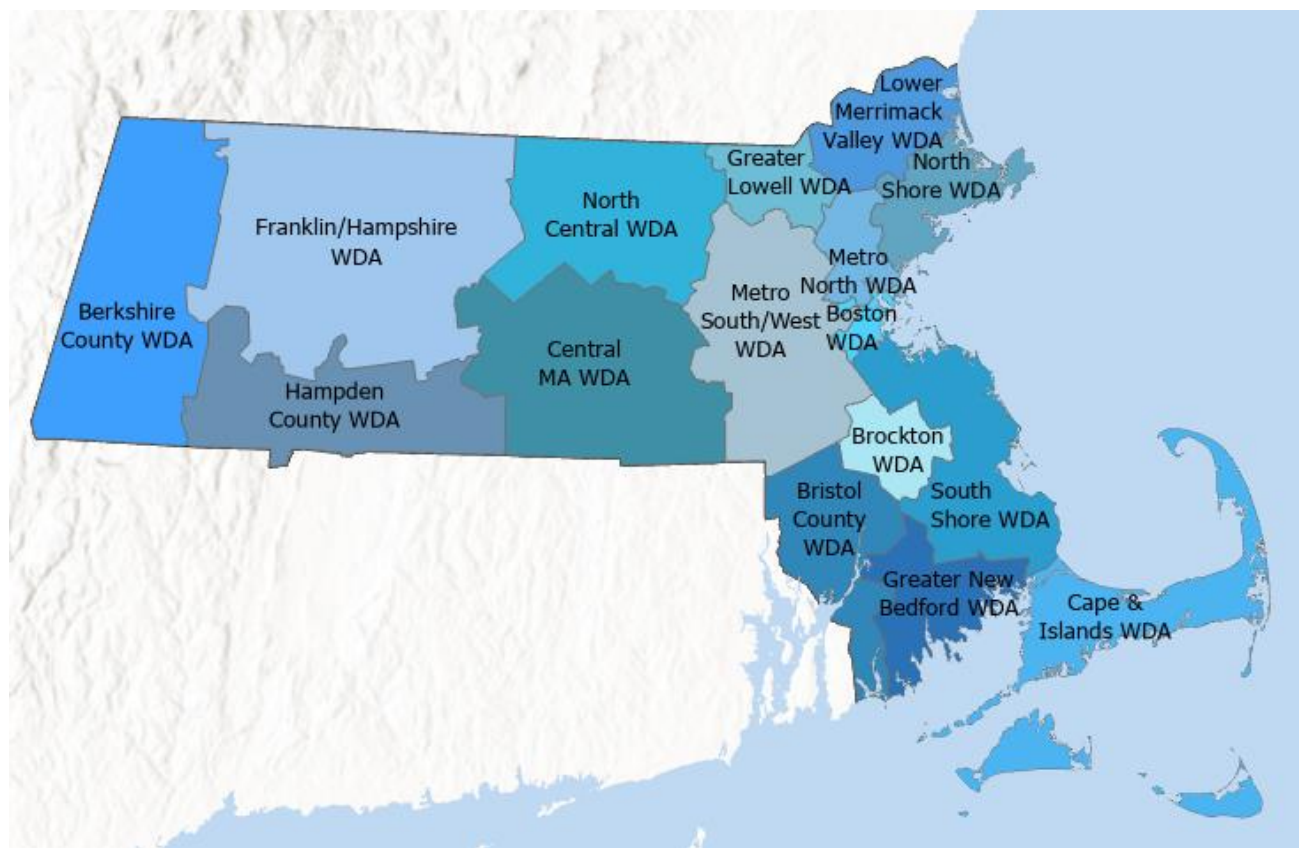 Lower
Merrimack
Valley WDA
Greater
Lowell WDA
North
Shore WDA
North
Central WDA
Franklin/Hampshire
WDA
Metro
North WDA
Berkshire
County WDA
Metro
South/West
WDA
Boston
WDA
Central
MA WDA
Hampden
County WDA
Brockton
WDA
Bristol
County
WDA
South
Shore WDA
Greater New
Bedford WDA
Cape &
Islands WDA